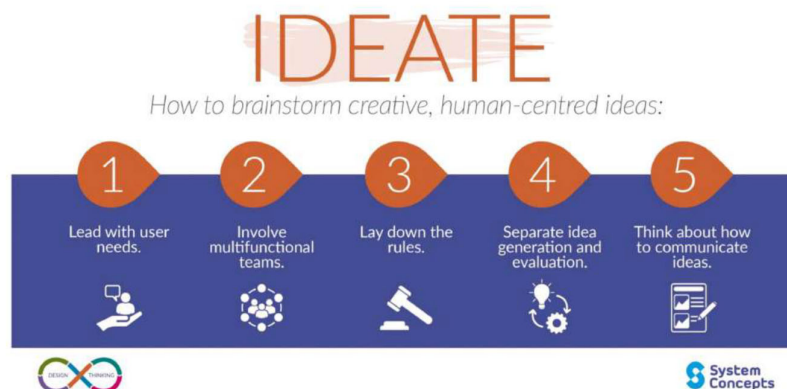 IDEATE
How to brainstorm creative, human-centred ideas:
1
Lead with user
needs.
2
Involve
multifunctional
teams.
3
Lay down the
rules.
4
Separate idea
generation and
evaluation.
5
Think about how
to communicate
ideas.
DESIGN THINKING
System
Concepts